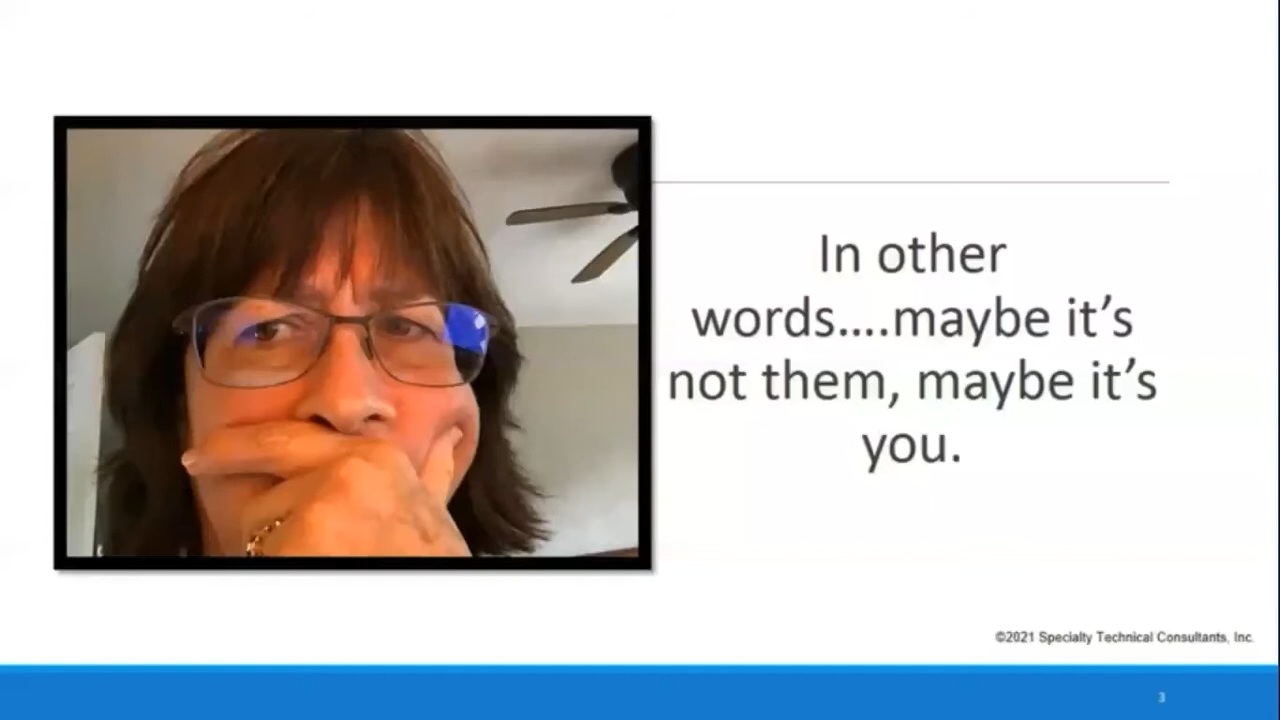 In other
words....maybe it's
not them, maybe it's
you.
©2021 Specialty Technical Consultants, Inc.
3